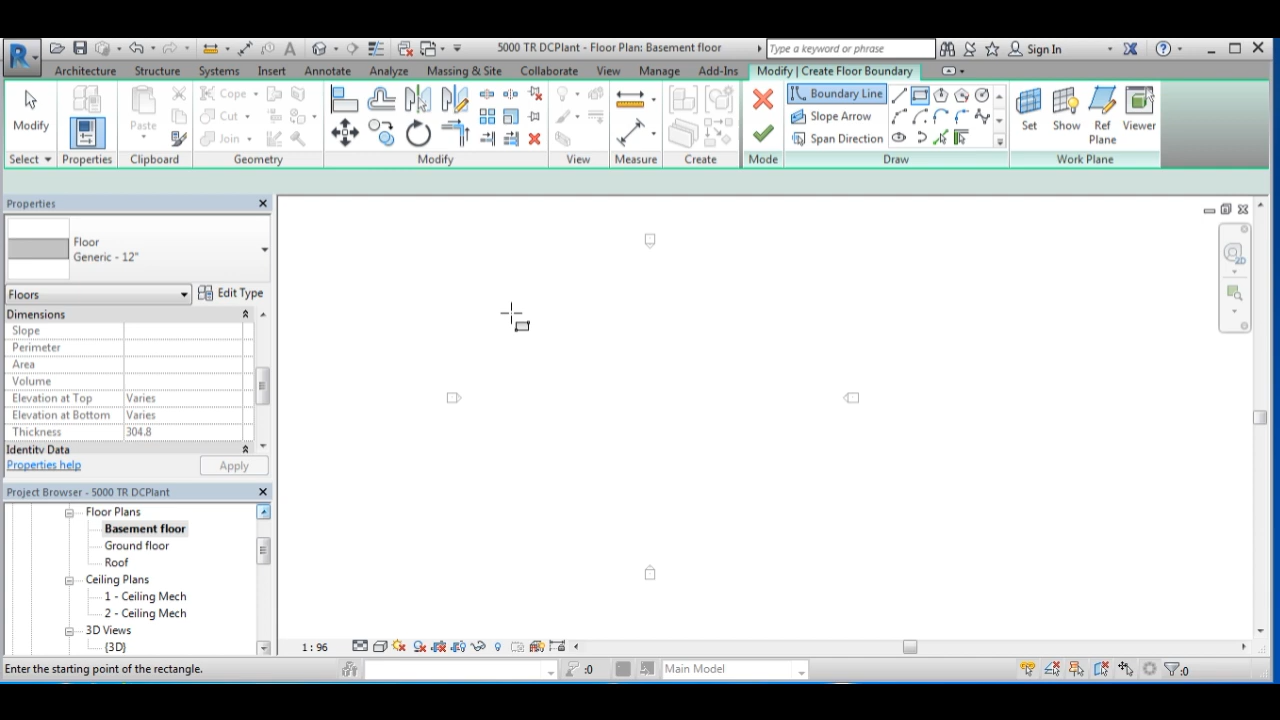 5000 TR DCPlant - Floor Plan: Basement floor
Type a keyword or phrase
Sign In
Architecture
Structure
Systems
Insert
Annotate
Analyze
Massing & Site
Collaborate
View
Manage
Add-Ins
Modify | Create Floor Boundary
Modify
Paste
Cope
Cut
Join
Boundary Line
Slope Arrow
Span Direction
Set
Show
Ref
Plane
Viewer
Select
Properties
Clipboard
Geometry
Modify
View
Measure
Create
Mode
Draw
Work Plane
Properties
Floor
Generic - 12"
Floors
Edit Type
Dimensions
Slope
Perimeter
Area
Volume
Elevation at Top Varies
Elevation at Bottom Varies
Thickness 304.8
Identity Data
Properties help
Apply
Project Browser - 5000 TR DCPlant
Floor Plans
Basement floor
Ground floor
Roof
Ceiling Plans
1 - Ceiling Mech
2 - Ceiling Mech
3D Views
{3D}
2D
1 : 96
Enter the starting point of the rectangle.
:0
Main Model
:0